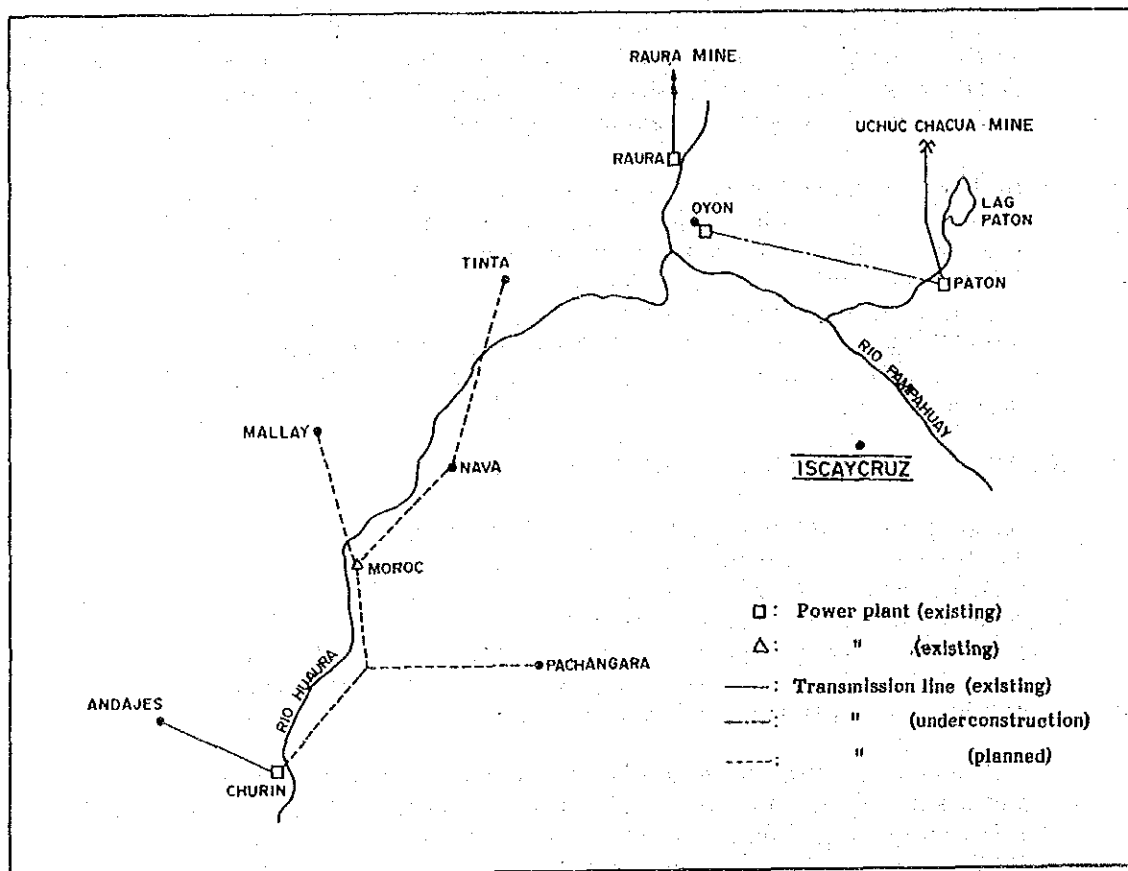 RAURA MINE
UCHUC CHACUA MINE
RAURA
OYON
LAG
PATON
TINTA
PATON
RIO PAMPAHUAY
MALLAY
NAVA
ISCAYCRUZ
MOROC
□: Power plant (existing)
△: " (existing)
PACHANGARA
RIO HUAURA
———: Transmission line (existing)
ANDAJES
—·—: " (underconstruction)
-----: " (planned)
CHURIN